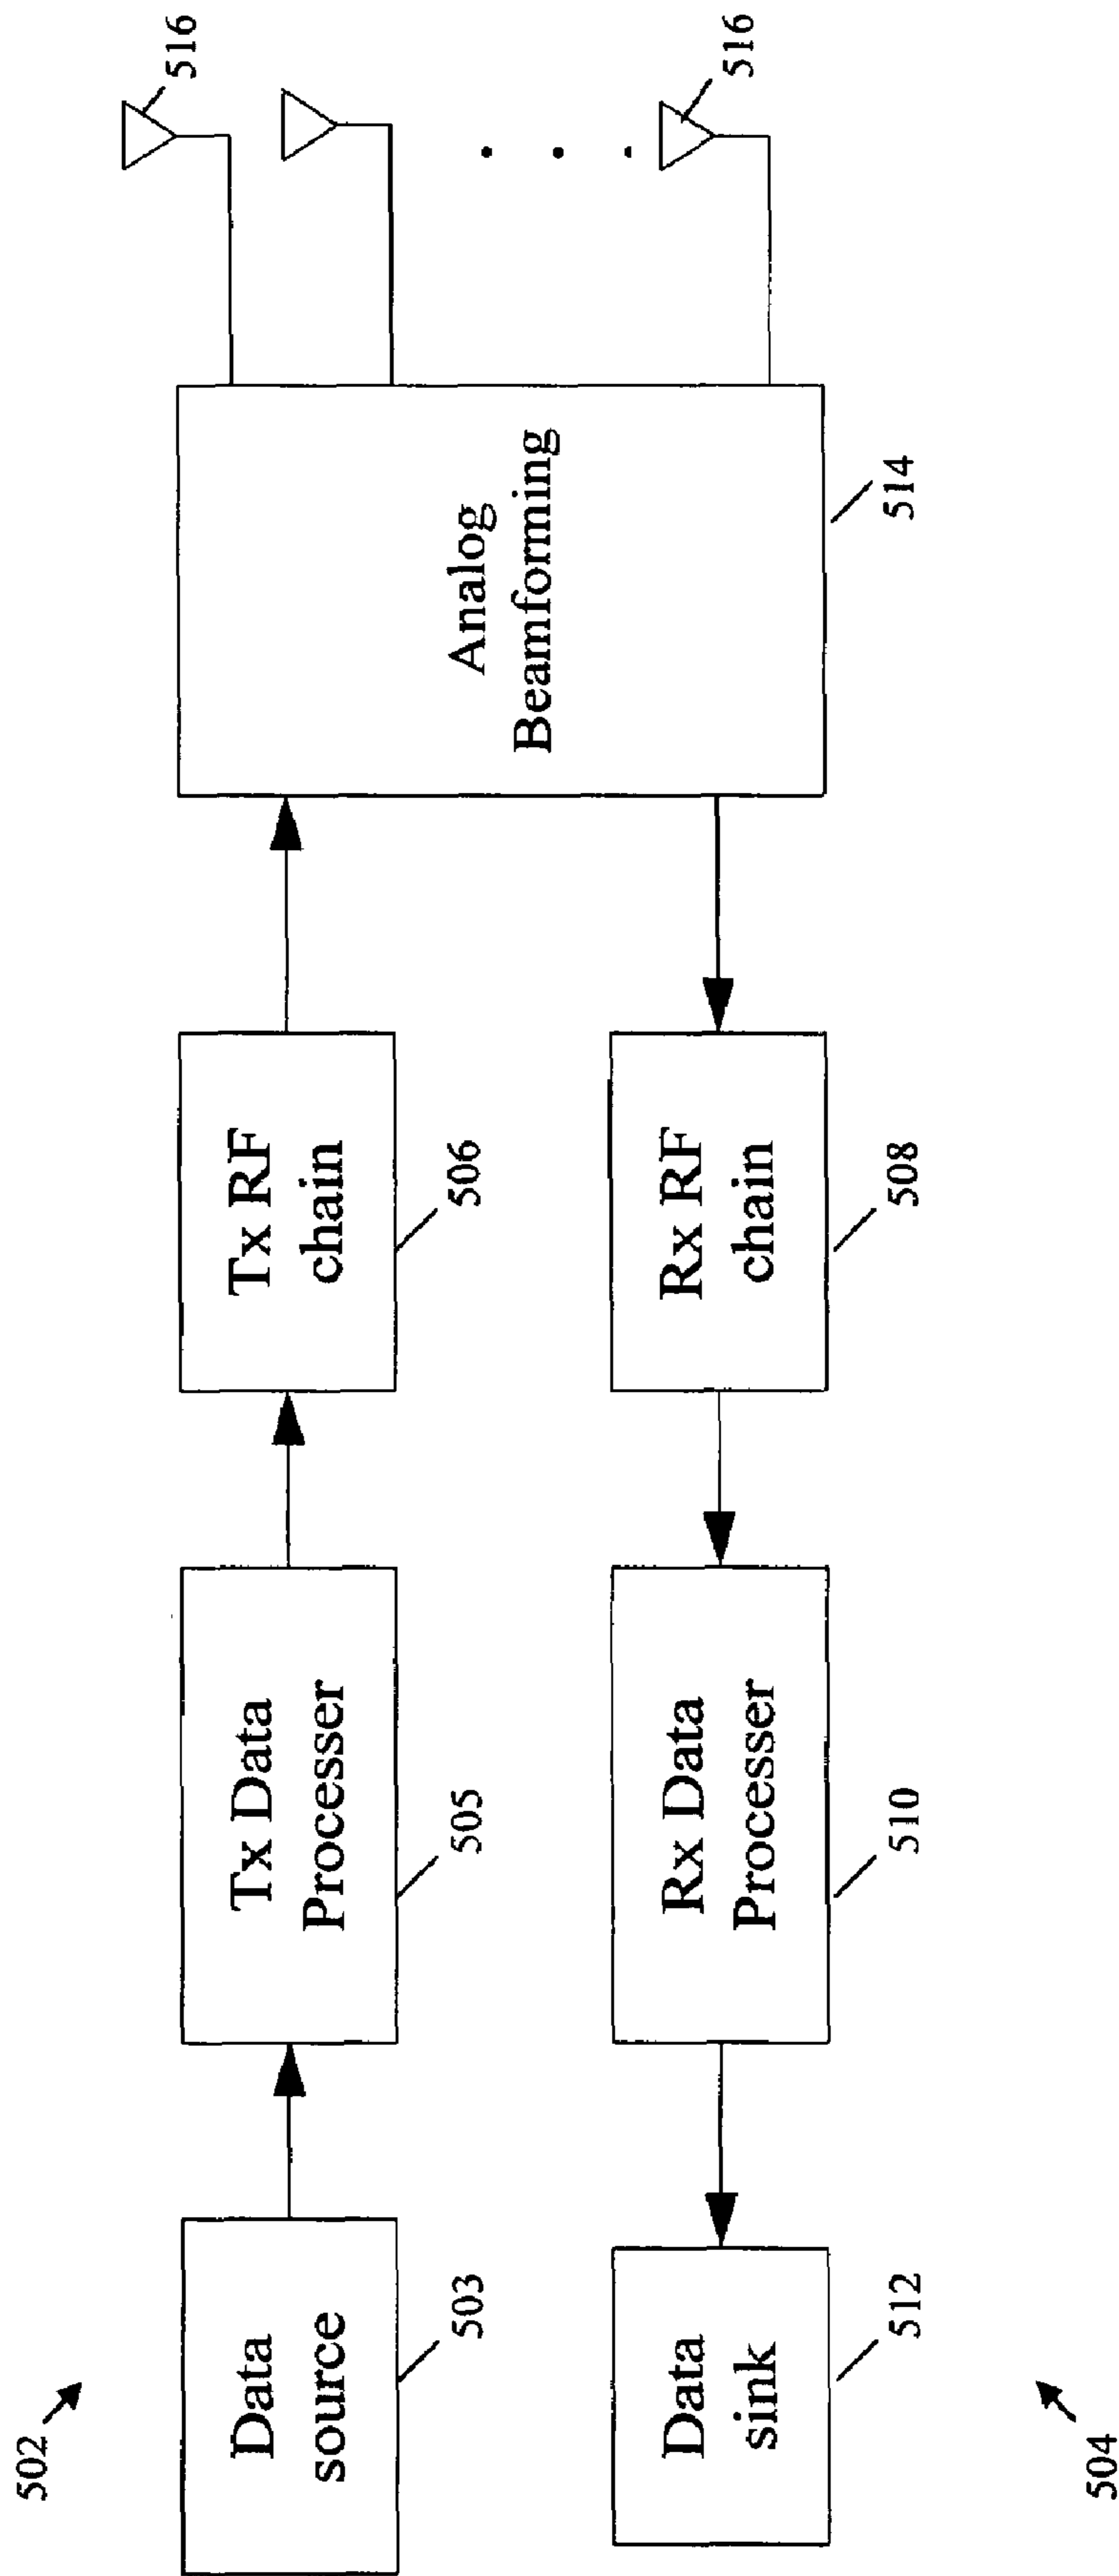 502
Data
source
503
Tx Data
Processer
505
Tx RF
chain
506
Analog
Beamforming
514
516
516
Data
sink
512
Rx Data
Processer
510
Rx RF
chain
508
504